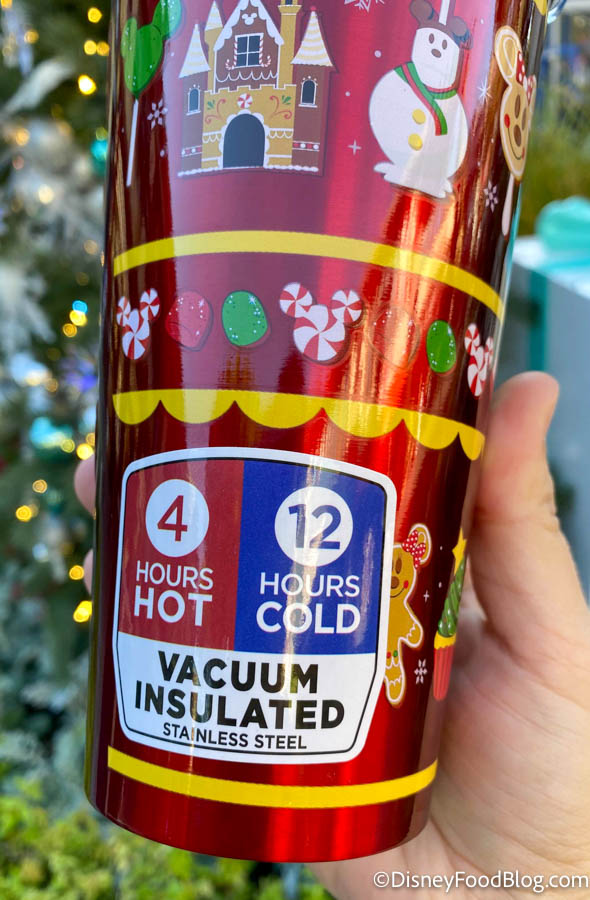 4
HOURS
HOT
12
HOURS
COLD
VACUUM
INSULATED
STAINLESS STEEL
©DisneyFoodBlog.com